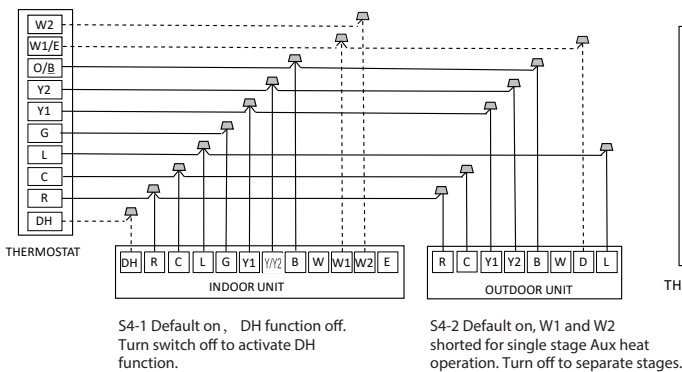 W2
W1/E
O/B
Y2
Y1
G
L
C
R
DH
THERMOSTAT
DH R C L G Y1 Y/Y2 B W W1 W2 E
INDOOR UNIT
R C Y1 Y2 B W D L
OUTDOOR UNIT
TH
S4-1 Default on， DH function off.
Turn switch off to activate DH
function.
S4-2 Default on, W1 and W2
shorted for single stage Aux heat
operation. Turn off to separate stages.